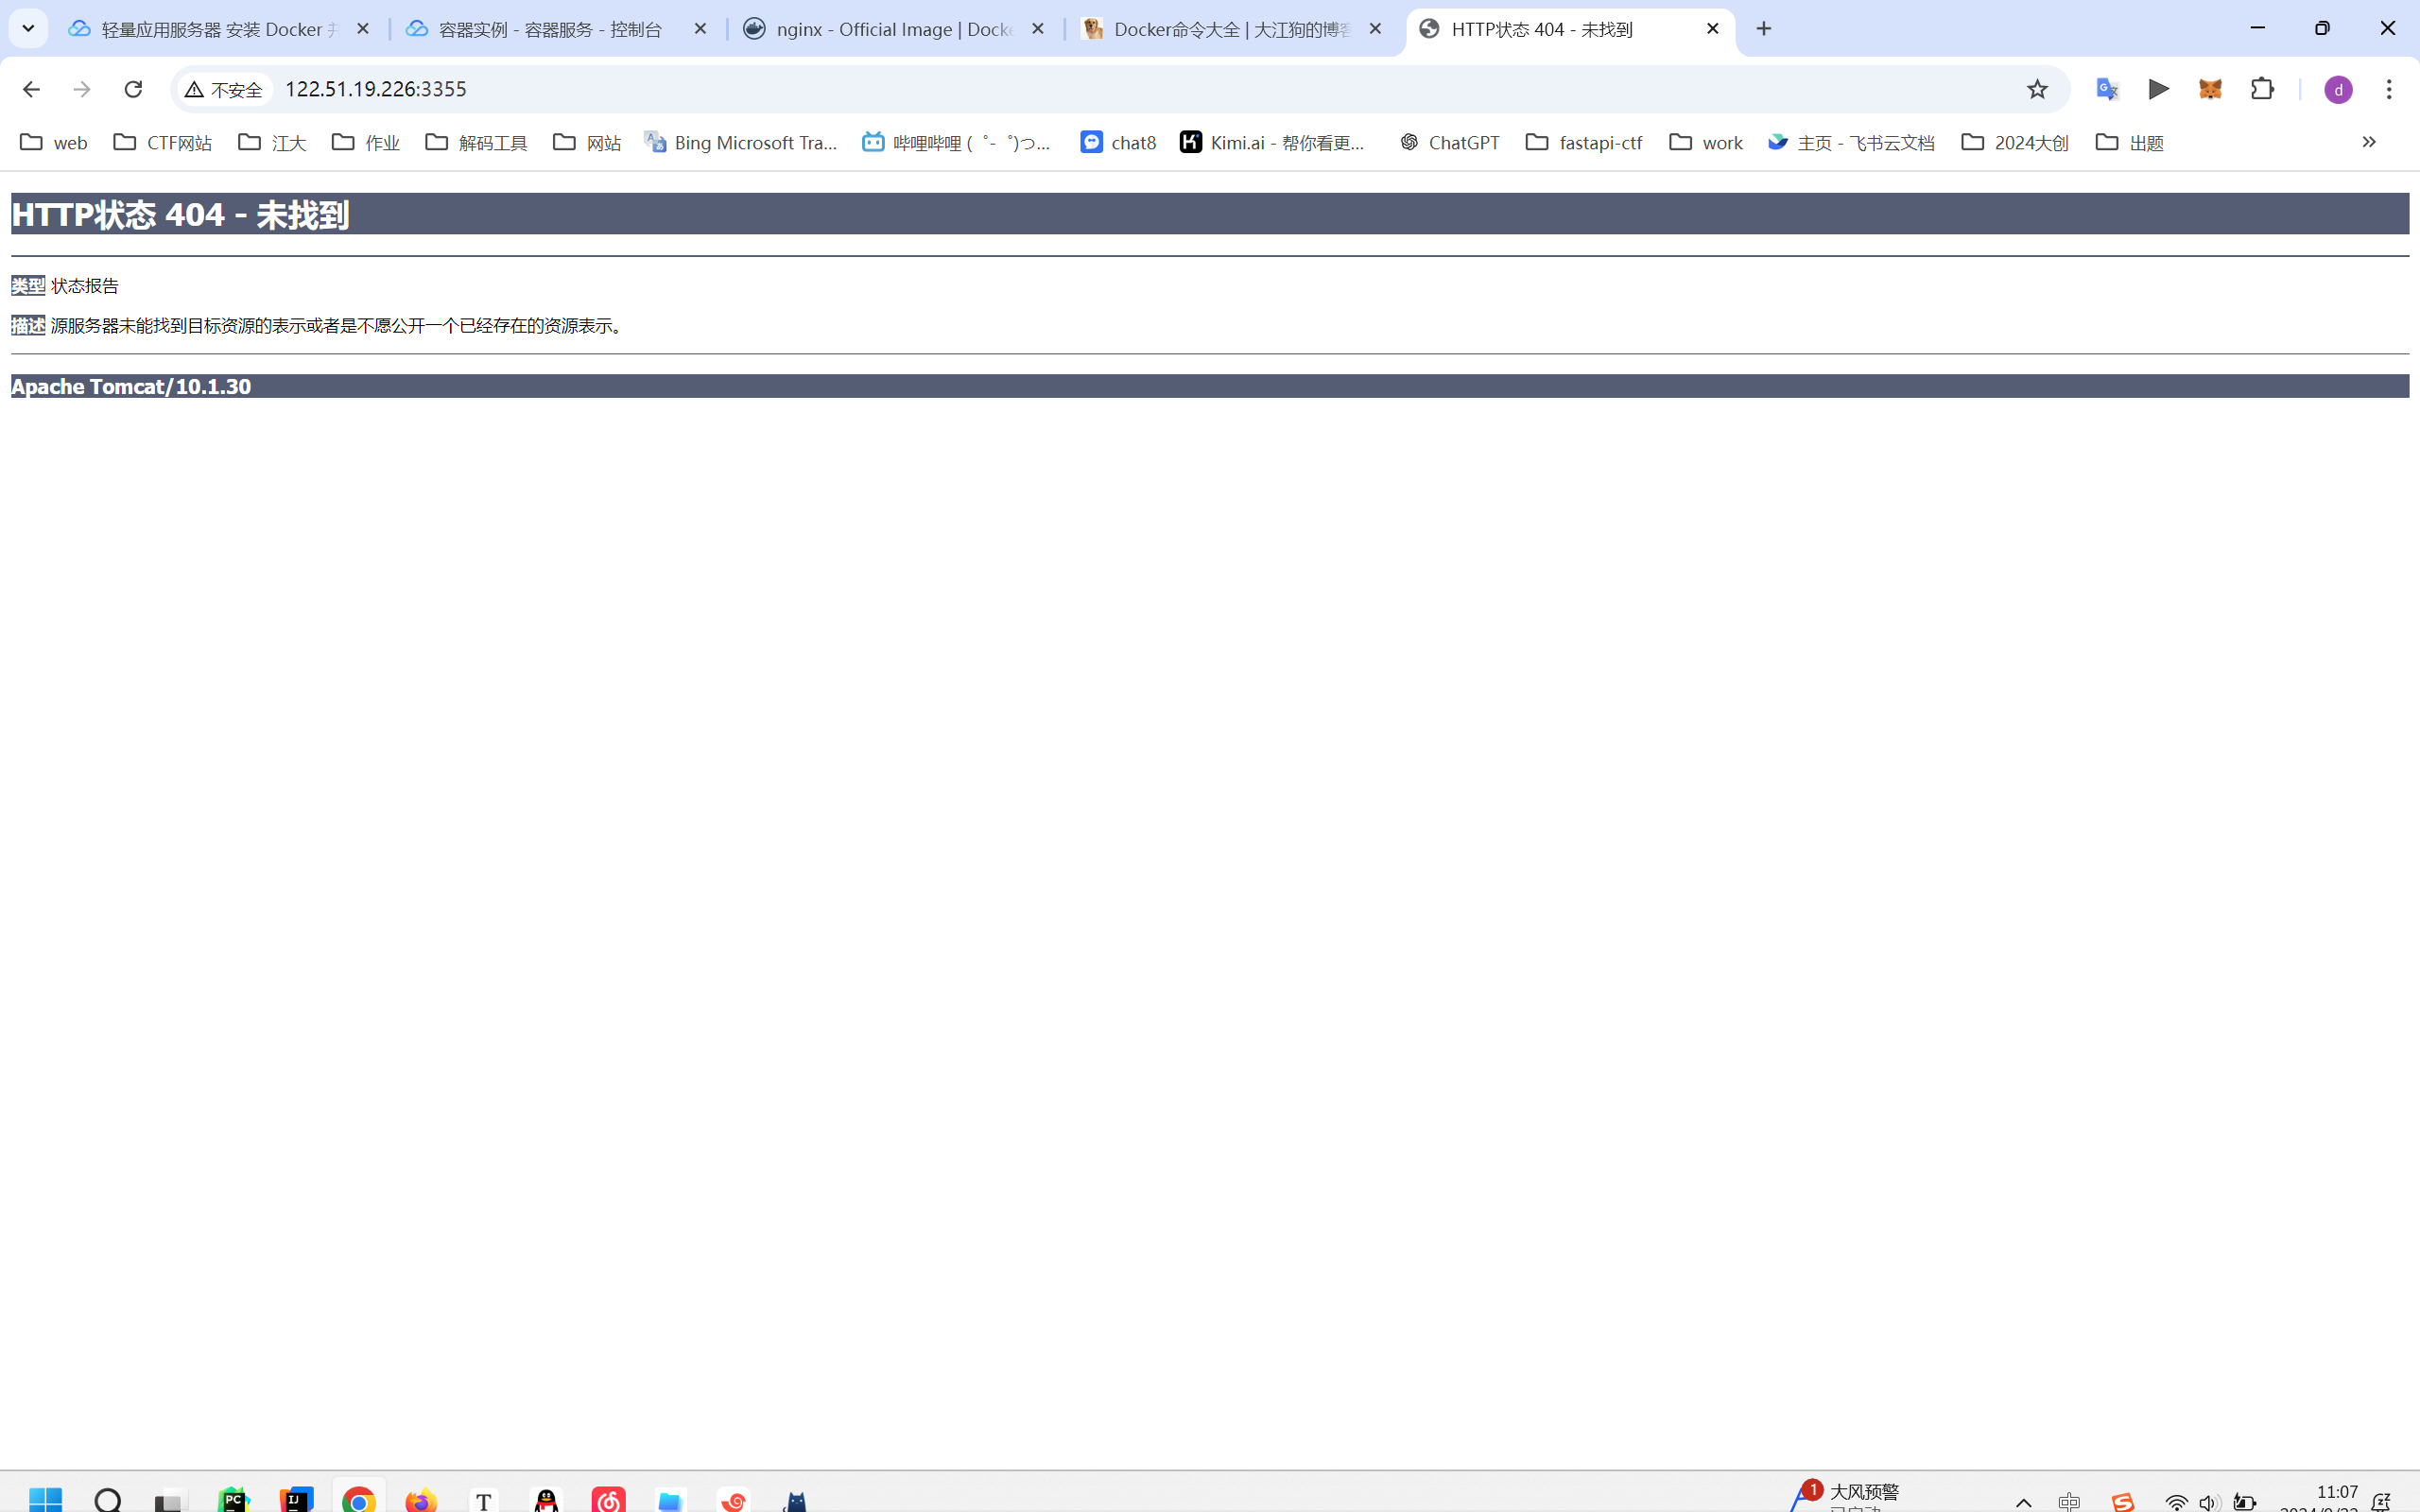 轻量应用服务器 安装 Docker
容器实例 - 容器服务 - 控制台
nginx - Official Image | Docke
Docker命令大全 | 大江狗的博客
HTTP状态 404 - 未找到
不安全
122.51.19.226:3355
d
web
CTF网站
江大
作业
解码工具
网站
Bing Microsoft Tra...
哔哩哔哩 ( ゜- ゜)つ...
chat8
Kimi.ai - 帮你看更...
ChatGPT
fastapi-ctf
work
主页 - 飞书云文档
2024大创
出题
HTTP状态 404 - 未找到
类型 状态报告
描述 源服务器未能找到目标资源的表示或者是不愿公开一个已经存在的资源表示。
Apache Tomcat/10.1.30
PC
IJ
T
1
大风预警
中
11:07